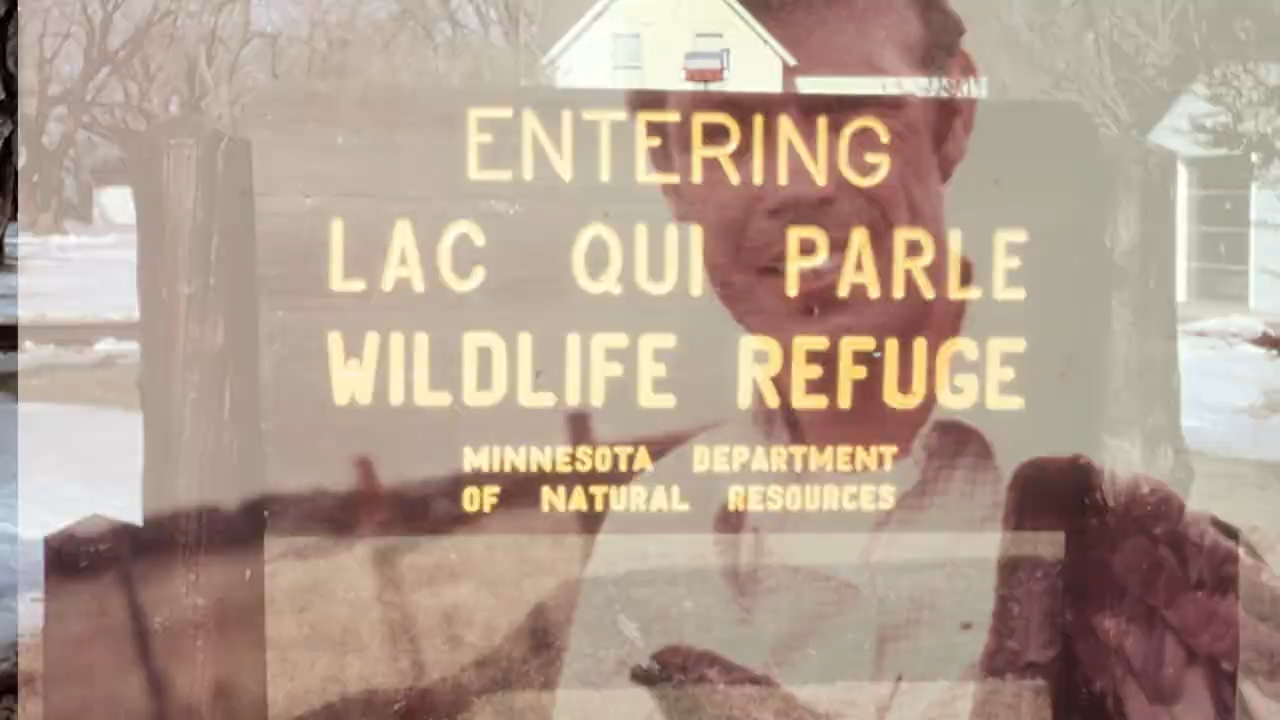 ENTERING
LAC QUI PARLE
WILDLIFE REFUGE
MINNESOTA DEPARTMENT
OF NATURAL RESOURCES